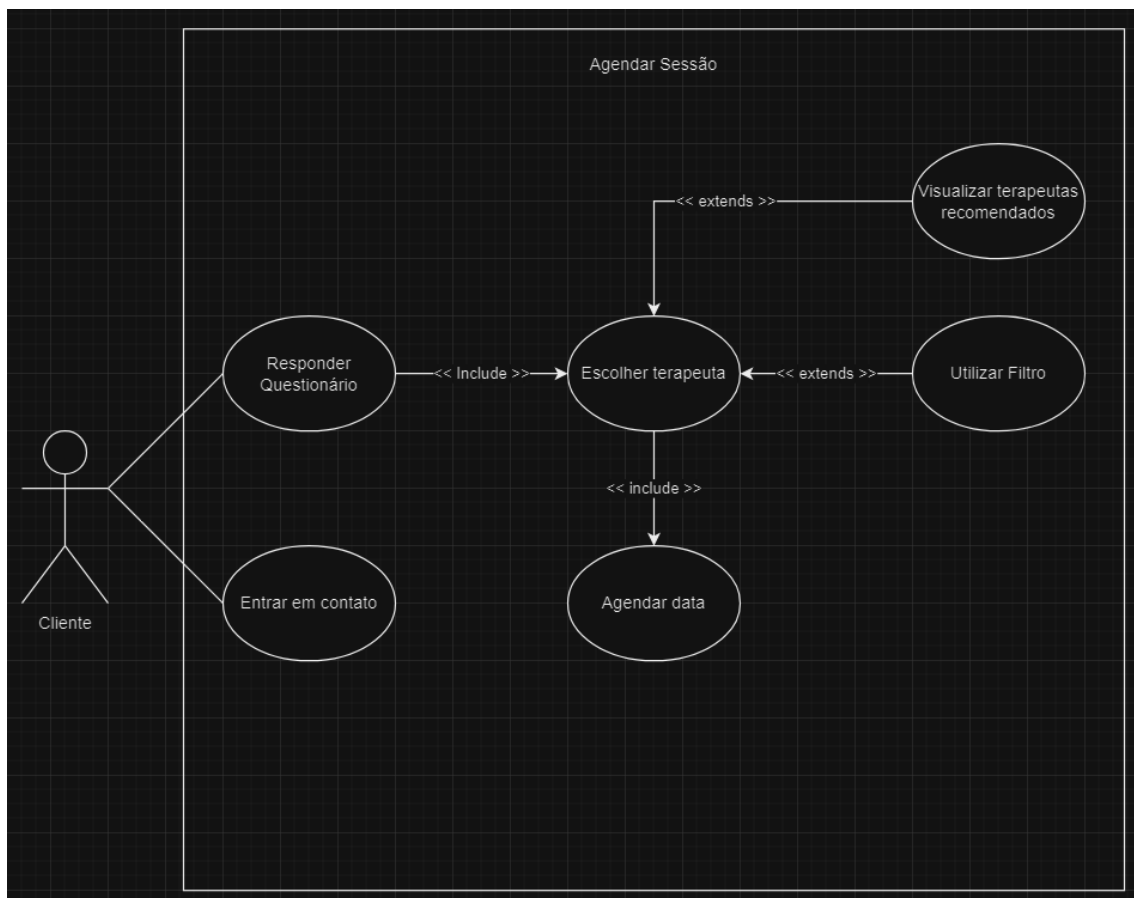 Agendar Sessão
Visualizar terapeutas
recomendados
<< extends >>
Responder
Questionário
<< Include >>
Escolher terapeuta
<< extends >>
Utilizar Filtro
<< include >>
Entrar em contato
Agendar data
Cliente